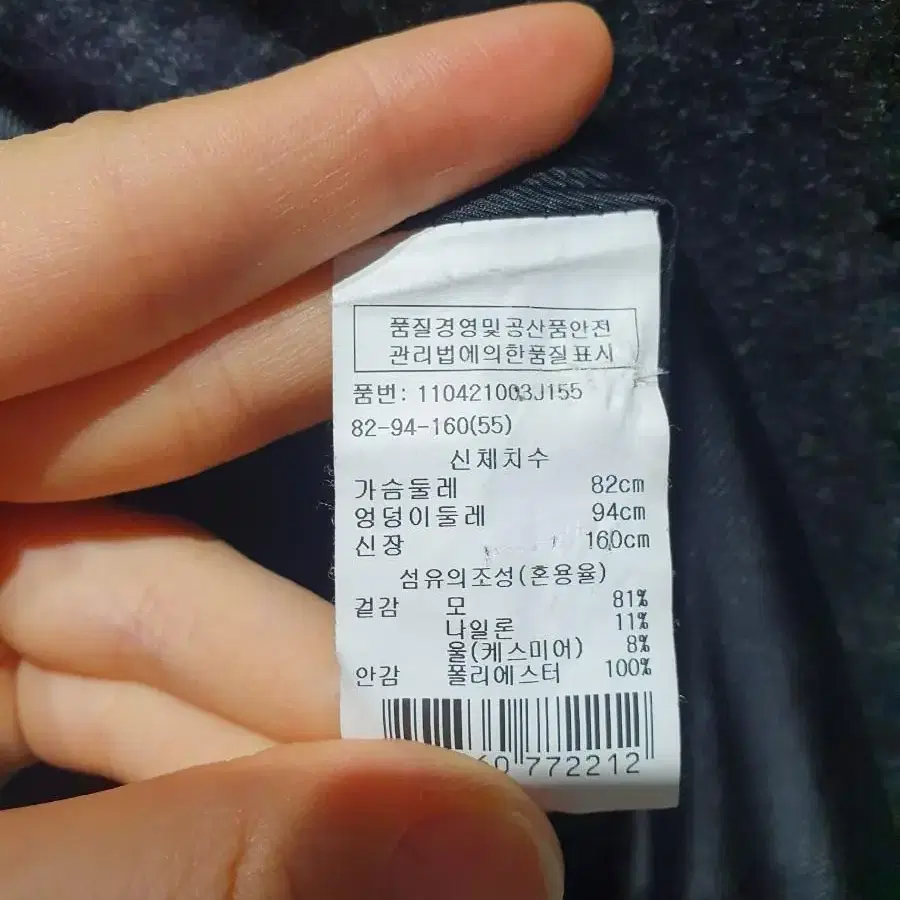 품질경영및공산품안전
관리법에의한품질표시
품번: 110421003J155
82-94-160(55)
신체치수
가슴둘레 82cm
엉덩이둘레 94cm
신장 160cm
섬유의조성(혼용율)
겉감 모 81%
나일론 11%
울(케스미어) 8%
안감 폴리에스터 100%
60 772212